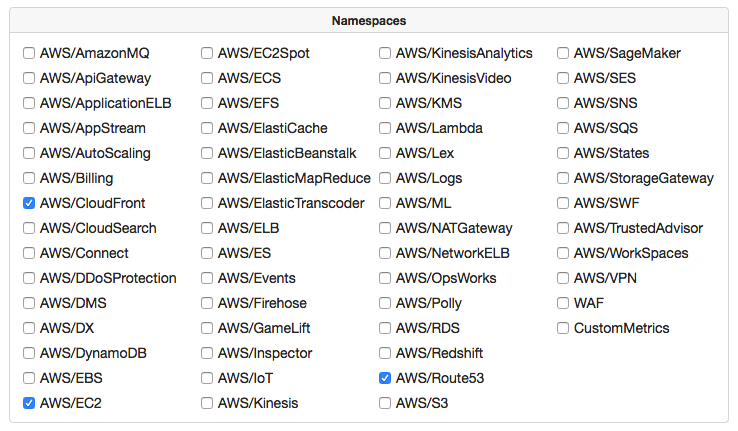 Namespaces
AWS/AmazonMQ
AWS/ApiGateway
AWS/ApplicationELB
AWS/AppStream
AWS/AutoScaling
AWS/Billing
AWS/CloudFront
AWS/CloudSearch
AWS/Connect
AWS/DDoSProtection
AWS/DMS
AWS/DX
AWS/DynamoDB
AWS/EBS
AWS/EC2
AWS/EC2Spot
AWS/ECS
AWS/EFS
AWS/ElastiCache
AWS/ElasticBeanstalk
AWS/ElasticMapReduce
AWS/ElasticTranscoder
AWS/ELB
AWS/ES
AWS/Events
AWS/Firehose
AWS/GameLift
AWS/Inspector
AWS/IoT
AWS/Kinesis
AWS/KinesisAnalytics
AWS/KinesisVideo
AWS/KMS
AWS/Lambda
AWS/Lex
AWS/Logs
AWS/ML
AWS/NATGateway
AWS/NetworkELB
AWS/OpsWorks
AWS/Polly
AWS/RDS
AWS/Redshift
AWS/Route53
AWS/S3
AWS/SageMaker
AWS/SES
AWS/SNS
AWS/SQS
AWS/States
AWS/StorageGateway
AWS/SWF
AWS/TrustedAdvisor
AWS/WorkSpaces
AWS/VPN
WAF
CustomMetrics